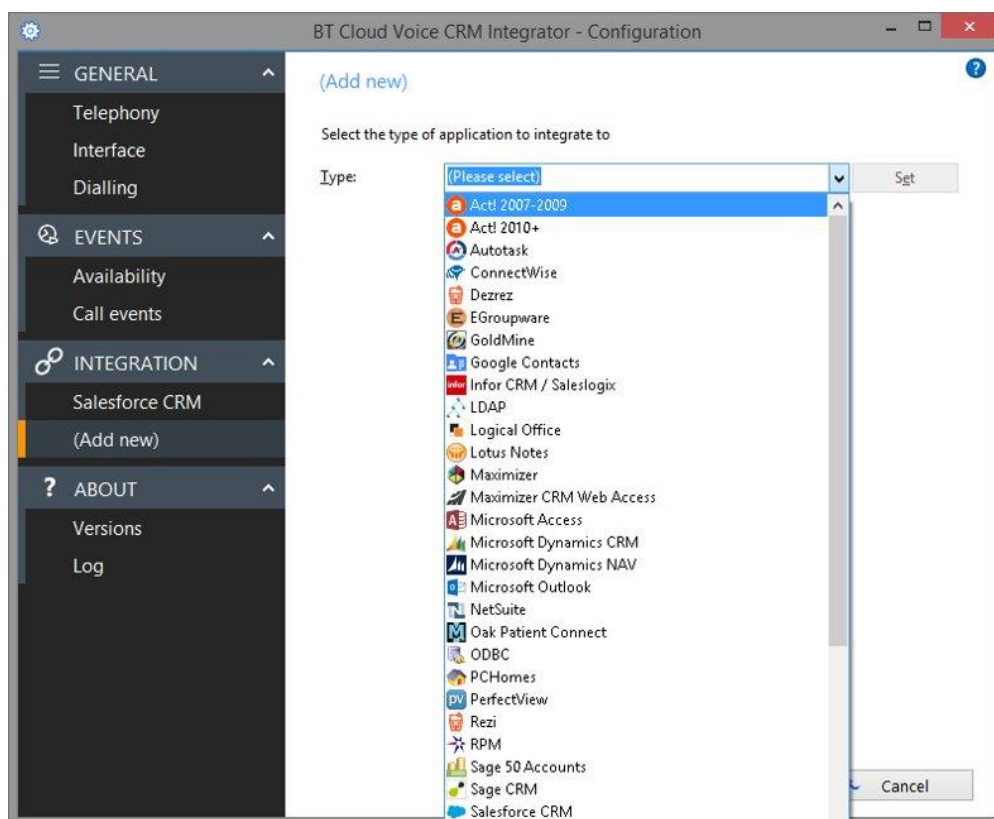 BT Cloud Voice CRM Integrator - Configuration
GENERAL
Telephony
Interface
Dialling
EVENTS
Availability
Call events
INTEGRATION
Salesforce CRM
(Add new)
? ABOUT
Versions
Log
(Add new)
?
Select the type of application to integrate to
Type:
(Please select)
Set
Act! 2007-2009
Act! 2010+
Autotask
ConnectWise
Dezrez
EGroupware
GoldMine
Google Contacts
Infor CRM / Saleslogix
LDAP
Logical Office
Lotus Notes
Maximizer
Maximizer CRM Web Access
Microsoft Access
Microsoft Dynamics CRM
Microsoft Dynamics NAV
Microsoft Outlook
NetSuite
Oak Patient Connect
ODBC
PCHomes
PerfectView
Rezi
RPM
Sage 50 Accounts
Sage CRM
Salesforce CRM
Cancel